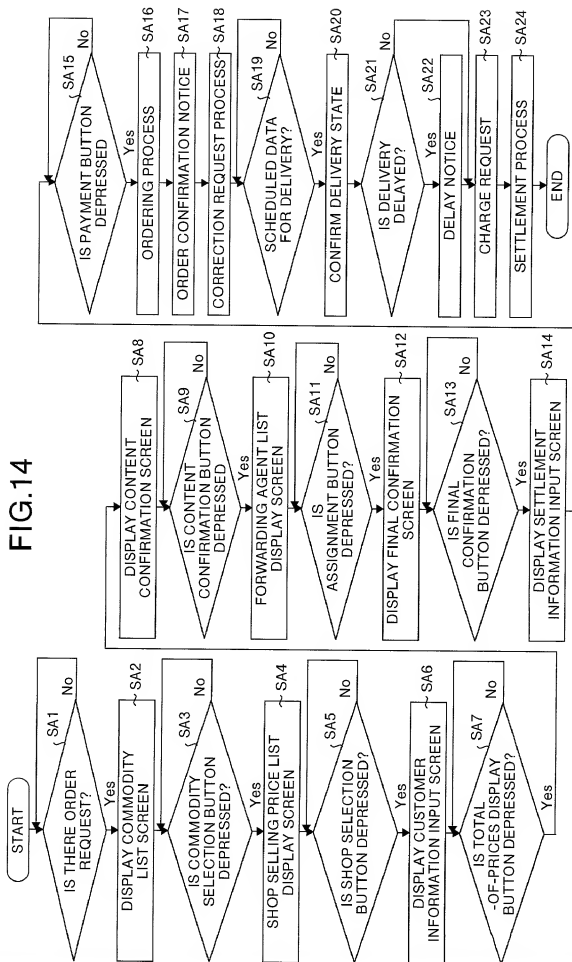 FIG.14
START
SA1
IS THERE ORDER
REQUEST?
No
Yes
SA2
DISPLAY COMMODITY
LIST SCREEN
SA3
IS COMMODITY
SELECTION BUTTON
DEPRESSED?
No
Yes
SA4
SHOP SELLING PRICE LIST
DISPLAY SCREEN
SA5
IS SHOP SELECTION
BUTTON DEPRESSED?
No
Yes
SA6
DISPLAY CUSTOMER
INFORMATION INPUT SCREEN
SA7
IS TOTAL
-OF-PRICES DISPLAY
BUTTON DEPRESSED?
No
Yes
SA8
DISPLAY CONTENT
CONFIRMATION SCREEN
SA9
IS CONTENT
CONFIRMATION BUTTON
DEPRESSED
No
Yes
SA10
FORWARDING AGENT LIST
DISPLAY SCREEN
SA11
IS
ASSIGNMENT BUTTON
DEPRESSED?
No
Yes
SA12
DISPLAY FINAL CONFIRMATION
SCREEN
SA13
IS FINAL
CONFIRMATION
BUTTON DEPRESSED?
No
Yes
SA14
DISPLAY SETTLEMENT
INFORMATION INPUT SCREEN
SA15
IS PAYMENT BUTTON
DEPRESSED
No
Yes
SA16
ORDERING PROCESS
SA17
ORDER CONFIRMATION NOTICE
SA18
CORRECTION REQUEST PROCESS
SA19
SCHEDULED DATA
FOR DELIVERY?
No
Yes
SA20
CONFIRM DELIVERY STATE
SA21
IS DELIVERY
DELAYED?
No
Yes
SA22
DELAY NOTICE
SA23
CHARGE REQUEST
SA24
SETTLEMENT PROCESS
END